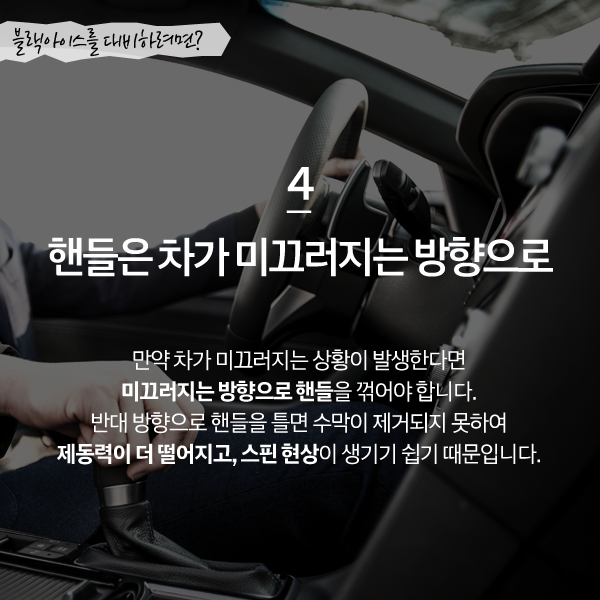 블랙아이스를 대비하려면?
4
핸들은 차가 미끄러지는 방향으로
만약 차가 미끄러지는 상황이 발생한다면
미끄러지는 방향으로 핸들을 꺾어야 합니다.
반대 방향으로 핸들을 틀면 수막이 제거되지 못하여
제동력이 더 떨어지고, 스핀 현상이 생기기 쉽기 때문입니다.